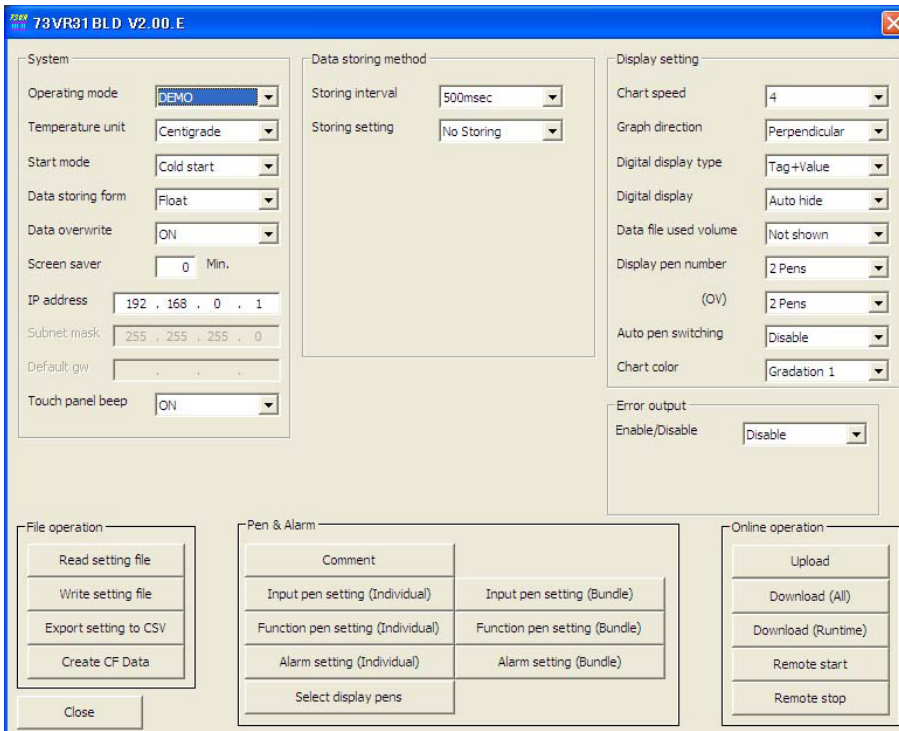 73VR31BLD V2.00.E
System
Operating mode DEMO
Temperature unit Centigrade
Start mode Cold start
Data storing form Float
Data overwrite ON
Screen saver 0 Min.
IP address 192 . 168 . 0 . 1
Subnet mask 255 . 255 . 255 . 0
Default gw . . .
Touch panel beep ON
Data storing method
Storing interval 500msec
Storing setting No Storing
Display setting
Chart speed 4
Graph direction Perpendicular
Digital display type Tag+Value
Digital display Auto hide
Data file used volume Not shown
Display pen number 2 Pens
(OV) 2 Pens
Auto pen switching Disable
Chart color Gradation 1
Error output
Enable/Disable Disable
File operation
Read setting file
Write setting file
Export setting to CSV
Create CF Data
Close
Pen & Alarm
Comment
Input pen setting (Individual) Input pen setting (Bundle)
Function pen setting (Individual) Function pen setting (Bundle)
Alarm setting (Individual) Alarm setting (Bundle)
Select display pens
Online operation
Upload
Download (All)
Download (Runtime)
Remote start
Remote stop